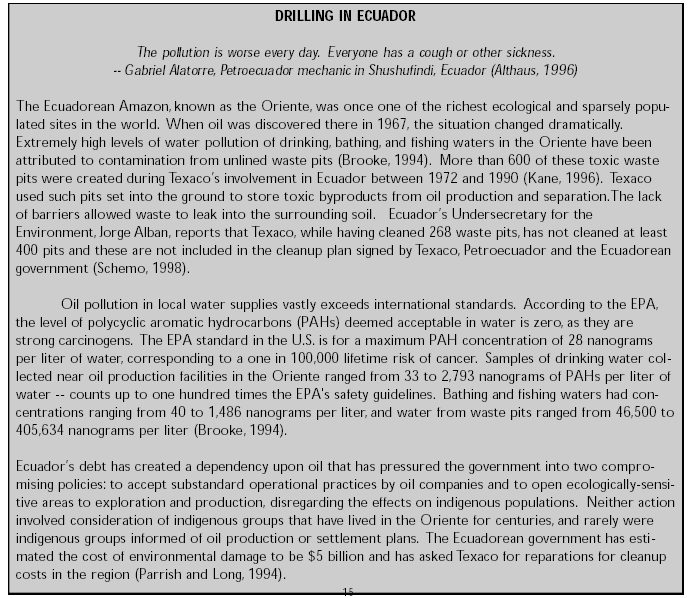 DRILLING IN ECUADOR
The pollution is worse every day. Everyone has a cough or other sickness.
-- Gabriel Alatorre, Petroecuador mechanic in Shushufindi, Ecuador (Althaus, 1996)
The Ecuadorean Amazon, known as the Oriente, was once one of the richest ecological and sparsely popu-
lated sites in the world. When oil was discovered there in 1967, the situation changed dramatically.
Extremely high levels of water pollution of drinking, bathing, and fishing waters in the Oriente have been
attributed to contamination from unlined waste pits (Brooke, 1994). More than 600 of these toxic waste
pits were created during Texaco's involvement in Ecuador between 1972 and 1990 (Kane, 1996). Texaco
used such pits set into the ground to store toxic byproducts from oil production and separation.The lack
of barriers allowed waste to leak into the surrounding soil. Ecuador's Undersecretary for the
Environment, Jorge Alban, reports that Texaco, while having cleaned 268 waste pits, has not cleaned at least
400 pits and these are not included in the cleanup plan signed by Texaco, Petroecuador and the Ecuadorean
government (Schemo, 1998).
Oil pollution in local water supplies vastly exceeds international standards. According to the EPA,
the level of polycyclic aromatic hydrocarbons (PAHs) deemed acceptable in water is zero, as they are
strong carcinogens. The EPA standard in the U.S. is for a maximum PAH concentration of 28 nanograms
per liter of water, corresponding to a one in 100,000 lifetime risk of cancer. Samples of drinking water col-
lected near oil production facilities in the Oriente ranged from 33 to 2,793 nanograms of PAHs per liter of
water -- counts up to one hundred times the EPA's safety guidelines. Bathing and fishing waters had con-
centrations ranging from 40 to 1,486 nanograms per liter, and water from waste pits ranged from 46,500 to
405,634 nanograms per liter (Brooke, 1994).
Ecuador's debt has created a dependency upon oil that has pressured the government into two compro-
mising policies: to accept substandard operational practices by oil companies and to open ecologically-sensi-
tive areas to exploration and production, disregarding the effects on indigenous populations. Neither action
involved consideration of indigenous groups that have lived in the Oriente for centuries, and rarely were
indigenous groups informed of oil production or settlement plans. The Ecuadorean government has esti-
mated the cost of environmental damage to be $5 billion and has asked Texaco for reparations for cleanup
costs in the region (Parrish and Long, 1994).
15